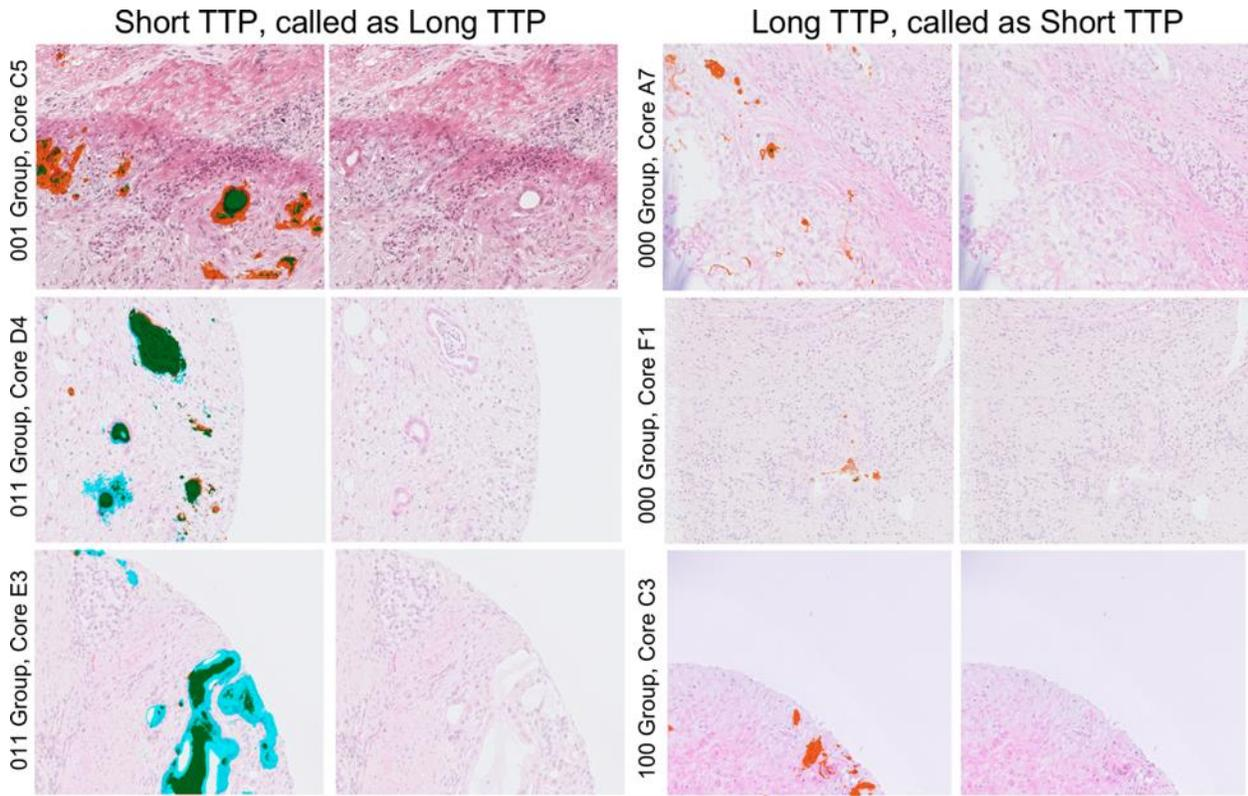 Short TTP, called as Long TTP
Long TTP, called as Short TTP
001 Group, Core C5
000 Group, Core A7
011 Group, Core D4
000 Group, Core F1
011 Group, Core E3
100 Group, Core C3